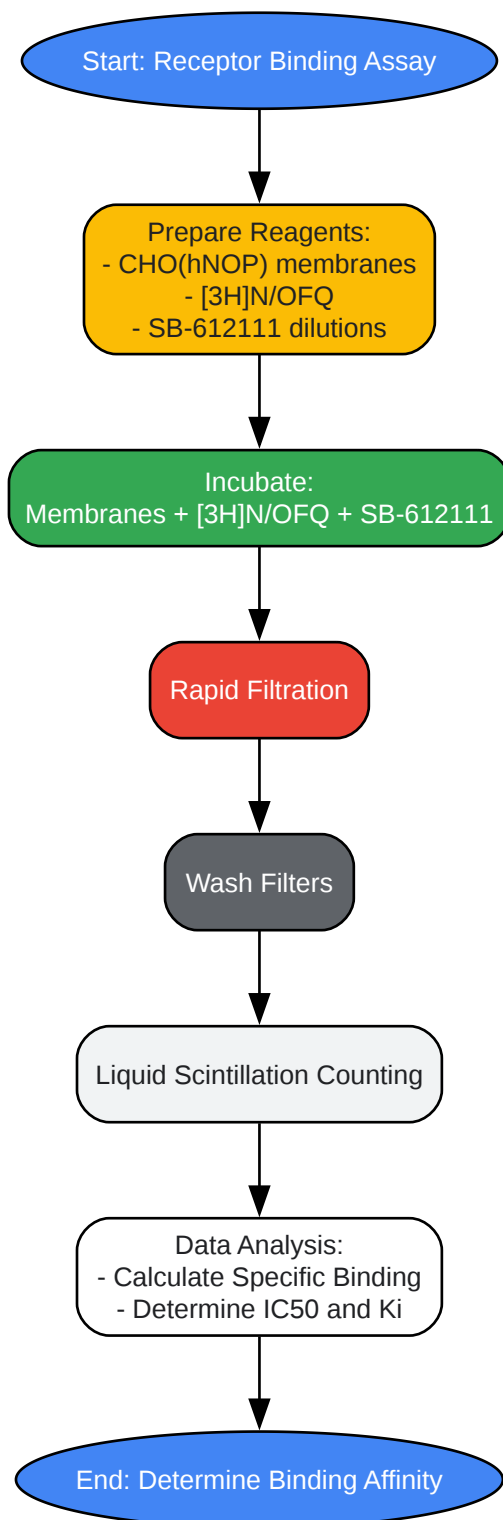 Start: Receptor Binding Assay
Prepare Reagents:
- CHO(hNOP) membranes
- [3H]N/OFQ
- SB-612111 dilutions
Incubate:
Membranes + [3H]N/OFQ + SB-612111
Rapid Filtration
Wash Filters
Liquid Scintillation Counting
Data Analysis:
- Calculate Specific Binding
- Determine IC50 and Ki
End: Determine Binding Affinity